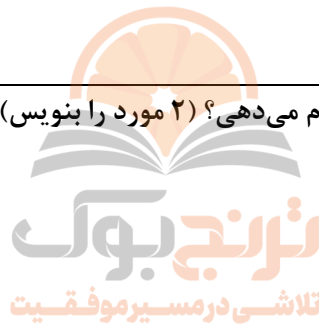 م می‌دهی؟ (۲ مورد را بنویس)
ترنج‌بوک
تلاشی در مسیر موفقیت